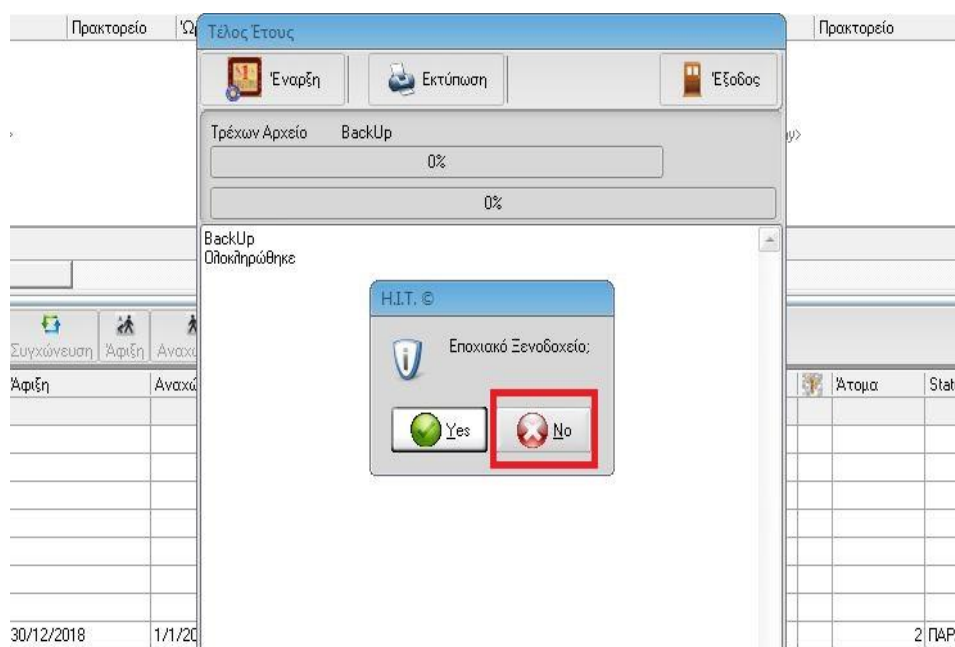 Πρακτορείο
Τέλος Έτους
Πρακτορείο
Έναρξη Εκτύπωση Έξοδος
Τρέχων Αρχείο BackUp
0%
0%
BackUp
Ολοκληρώθηκε
H.I.T. ©
Εποχιακό Ξενοδοχείο;
Yes No
Συγχώνευση Άφιξη
Άφιξη Άτομα
30/12/2018 2